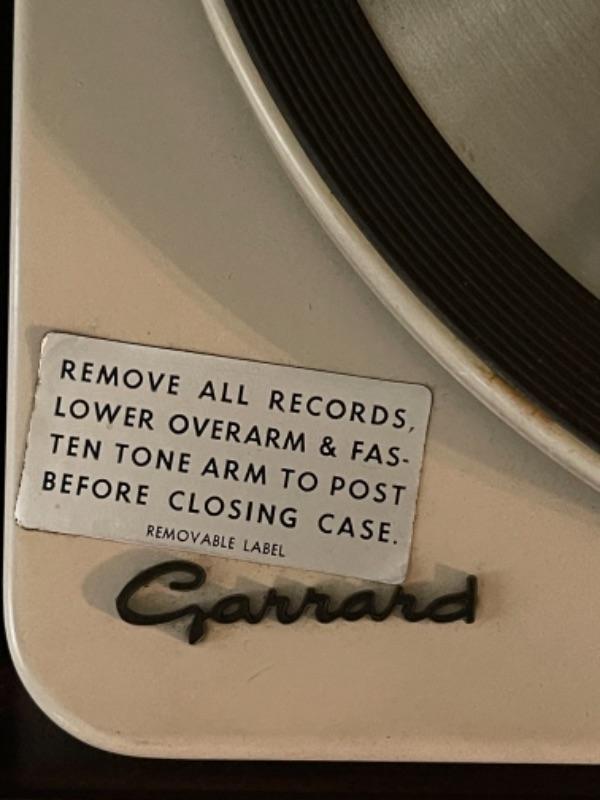 REMOVE ALL RECORDS,
LOWER OVERARM & FAS-
TEN TONE ARM TO POST
BEFORE CLOSING CASE.
REMOVABLE LABEL
Garrard